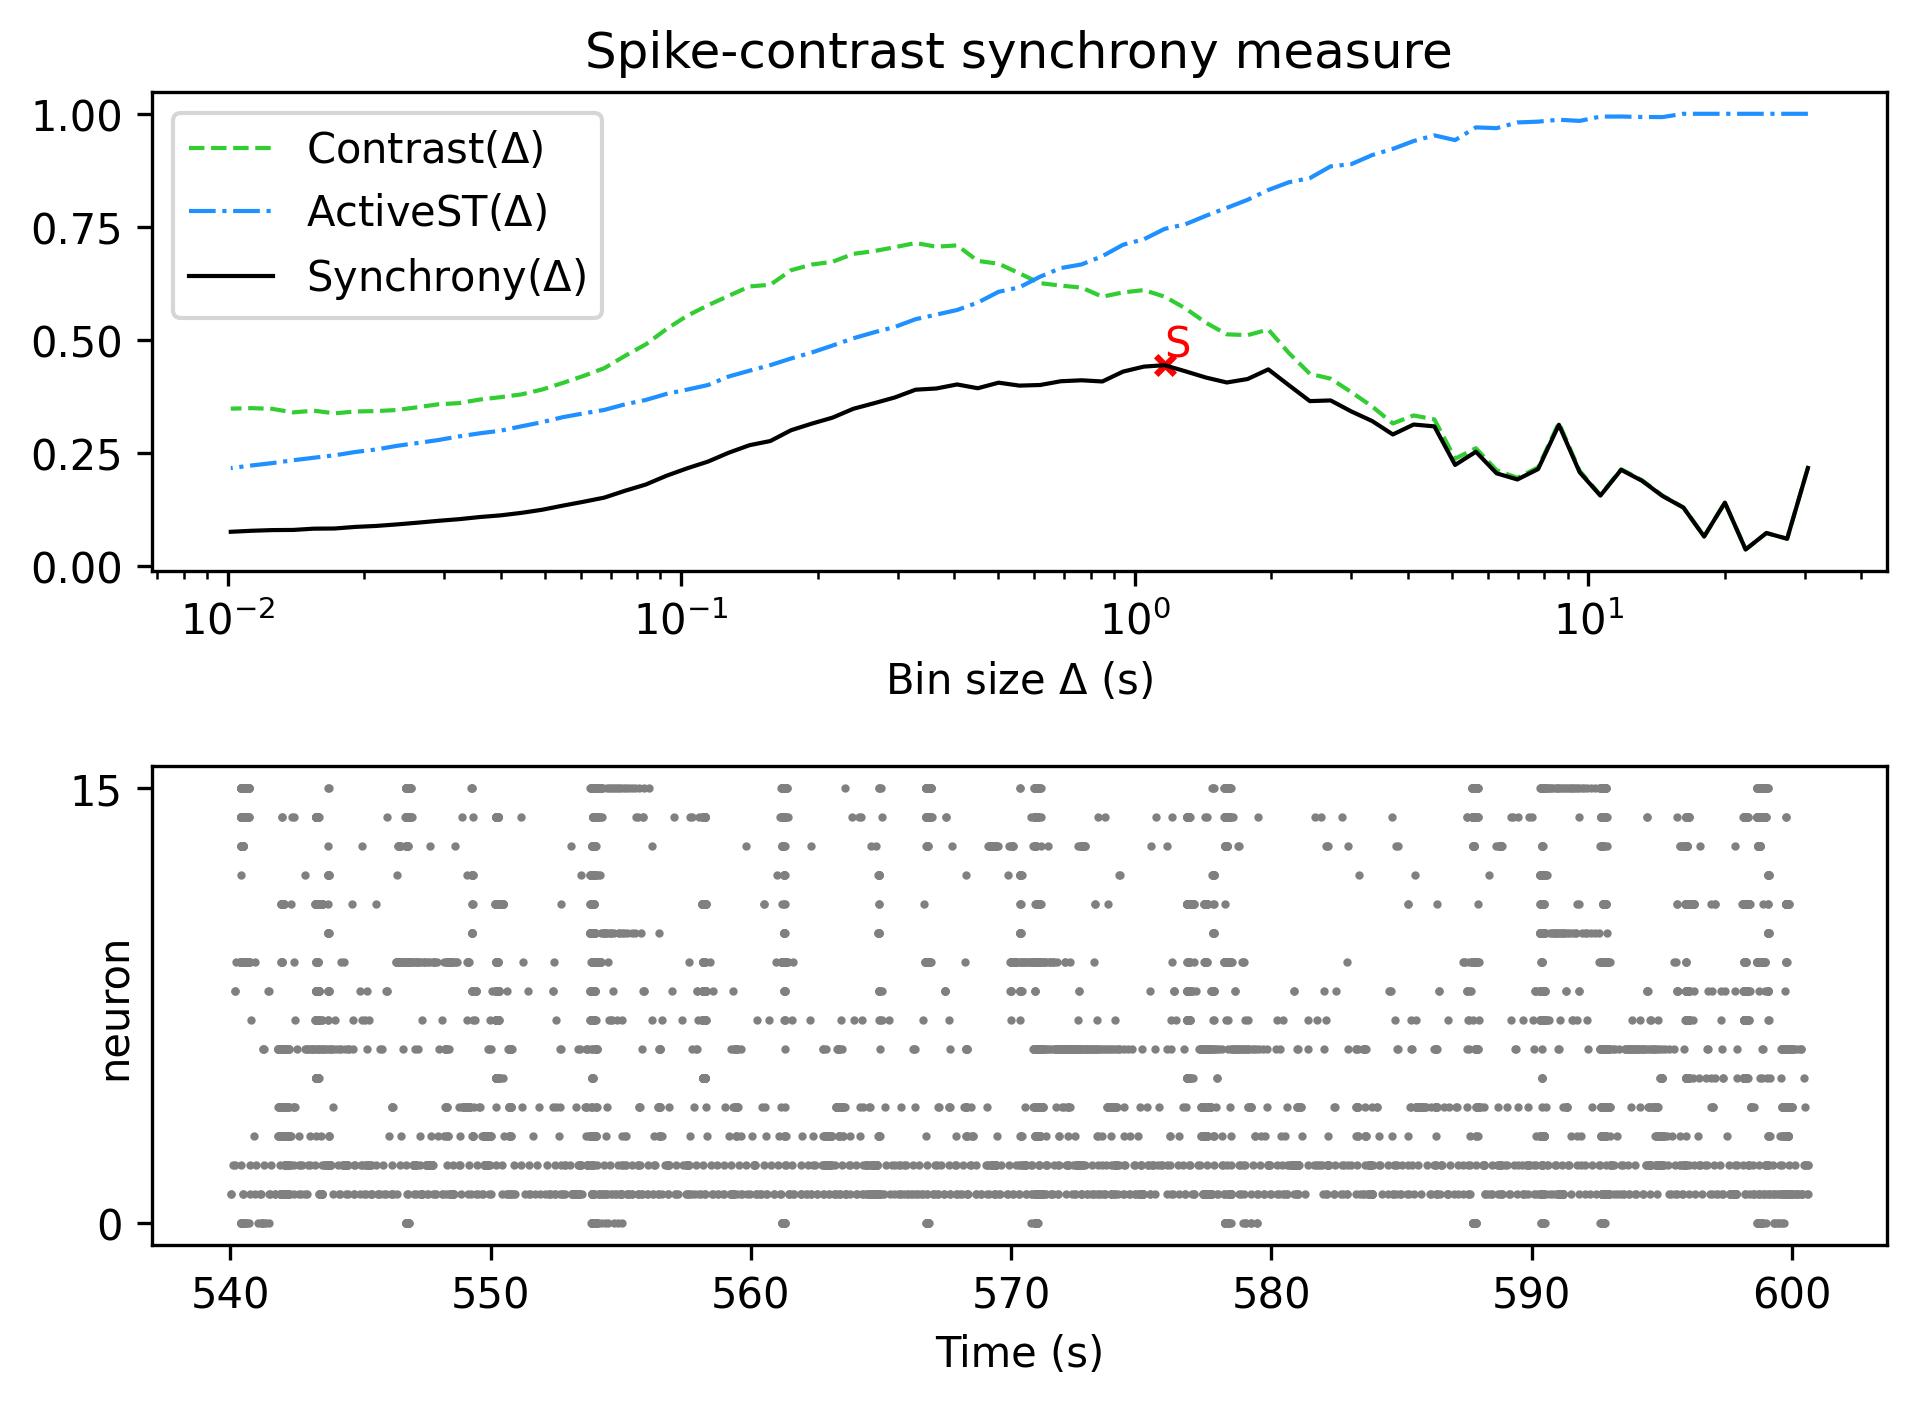 Spike-contrast synchrony measure
1.00
0.75
0.50
0.25
0.00
Contrast(Δ)
ActiveST(Δ)
Synchrony(Δ)
S
10⁻² 10⁻¹ 10⁰ 10¹
Bin size Δ (s)
15
0
neuron
540 550 560 570 580 590 600
Time (s)